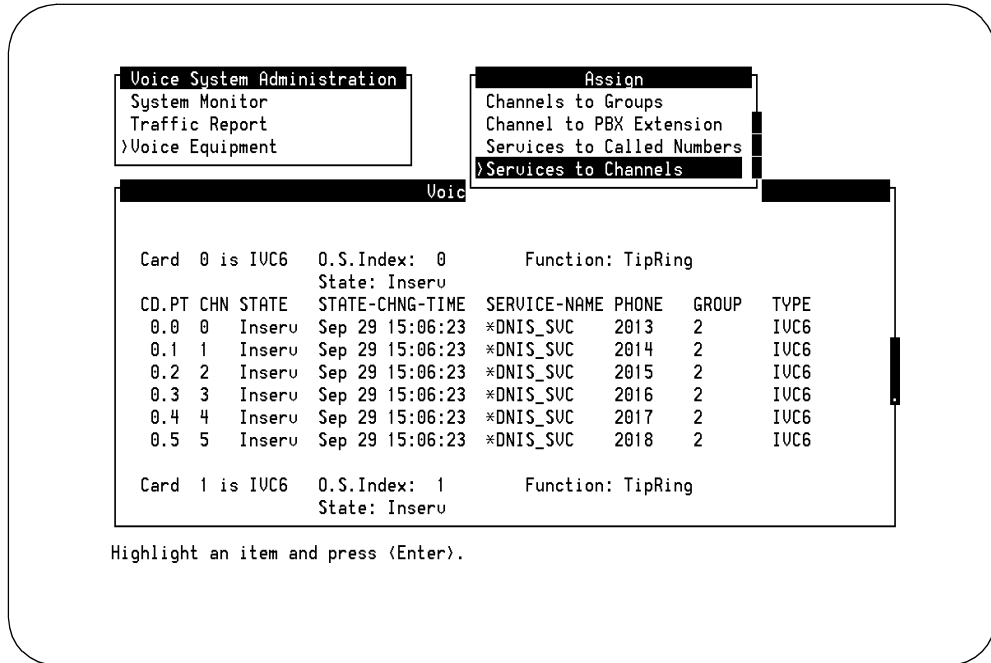 Voice System Administration
System Monitor
Traffic Report
>Voice Equipment
Assign
Channels to Groups
Channel to PBX Extension
Services to Called Numbers
>Services to Channels
Voic
Card 0 is IVC6 O.S.Index: 0 Function: TipRing
State: Inserv
CD.PT CHN STATE STATE-CHNG-TIME SERVICE-NAME PHONE GROUP TYPE
0.0 0 Inserv Sep 29 15:06:23 *DNIS_SVC 2013 2 IVC6
0.1 1 Inserv Sep 29 15:06:23 *DNIS_SVC 2014 2 IVC6
0.2 2 Inserv Sep 29 15:06:23 *DNIS_SVC 2015 2 IVC6
0.3 3 Inserv Sep 29 15:06:23 *DNIS_SVC 2016 2 IVC6
0.4 4 Inserv Sep 29 15:06:23 *DNIS_SVC 2017 2 IVC6
0.5 5 Inserv Sep 29 15:06:23 *DNIS_SVC 2018 2 IVC6
Card 1 is IVC6 O.S.Index: 1 Function: TipRing
State: Inserv
Highlight an item and press <Enter>.